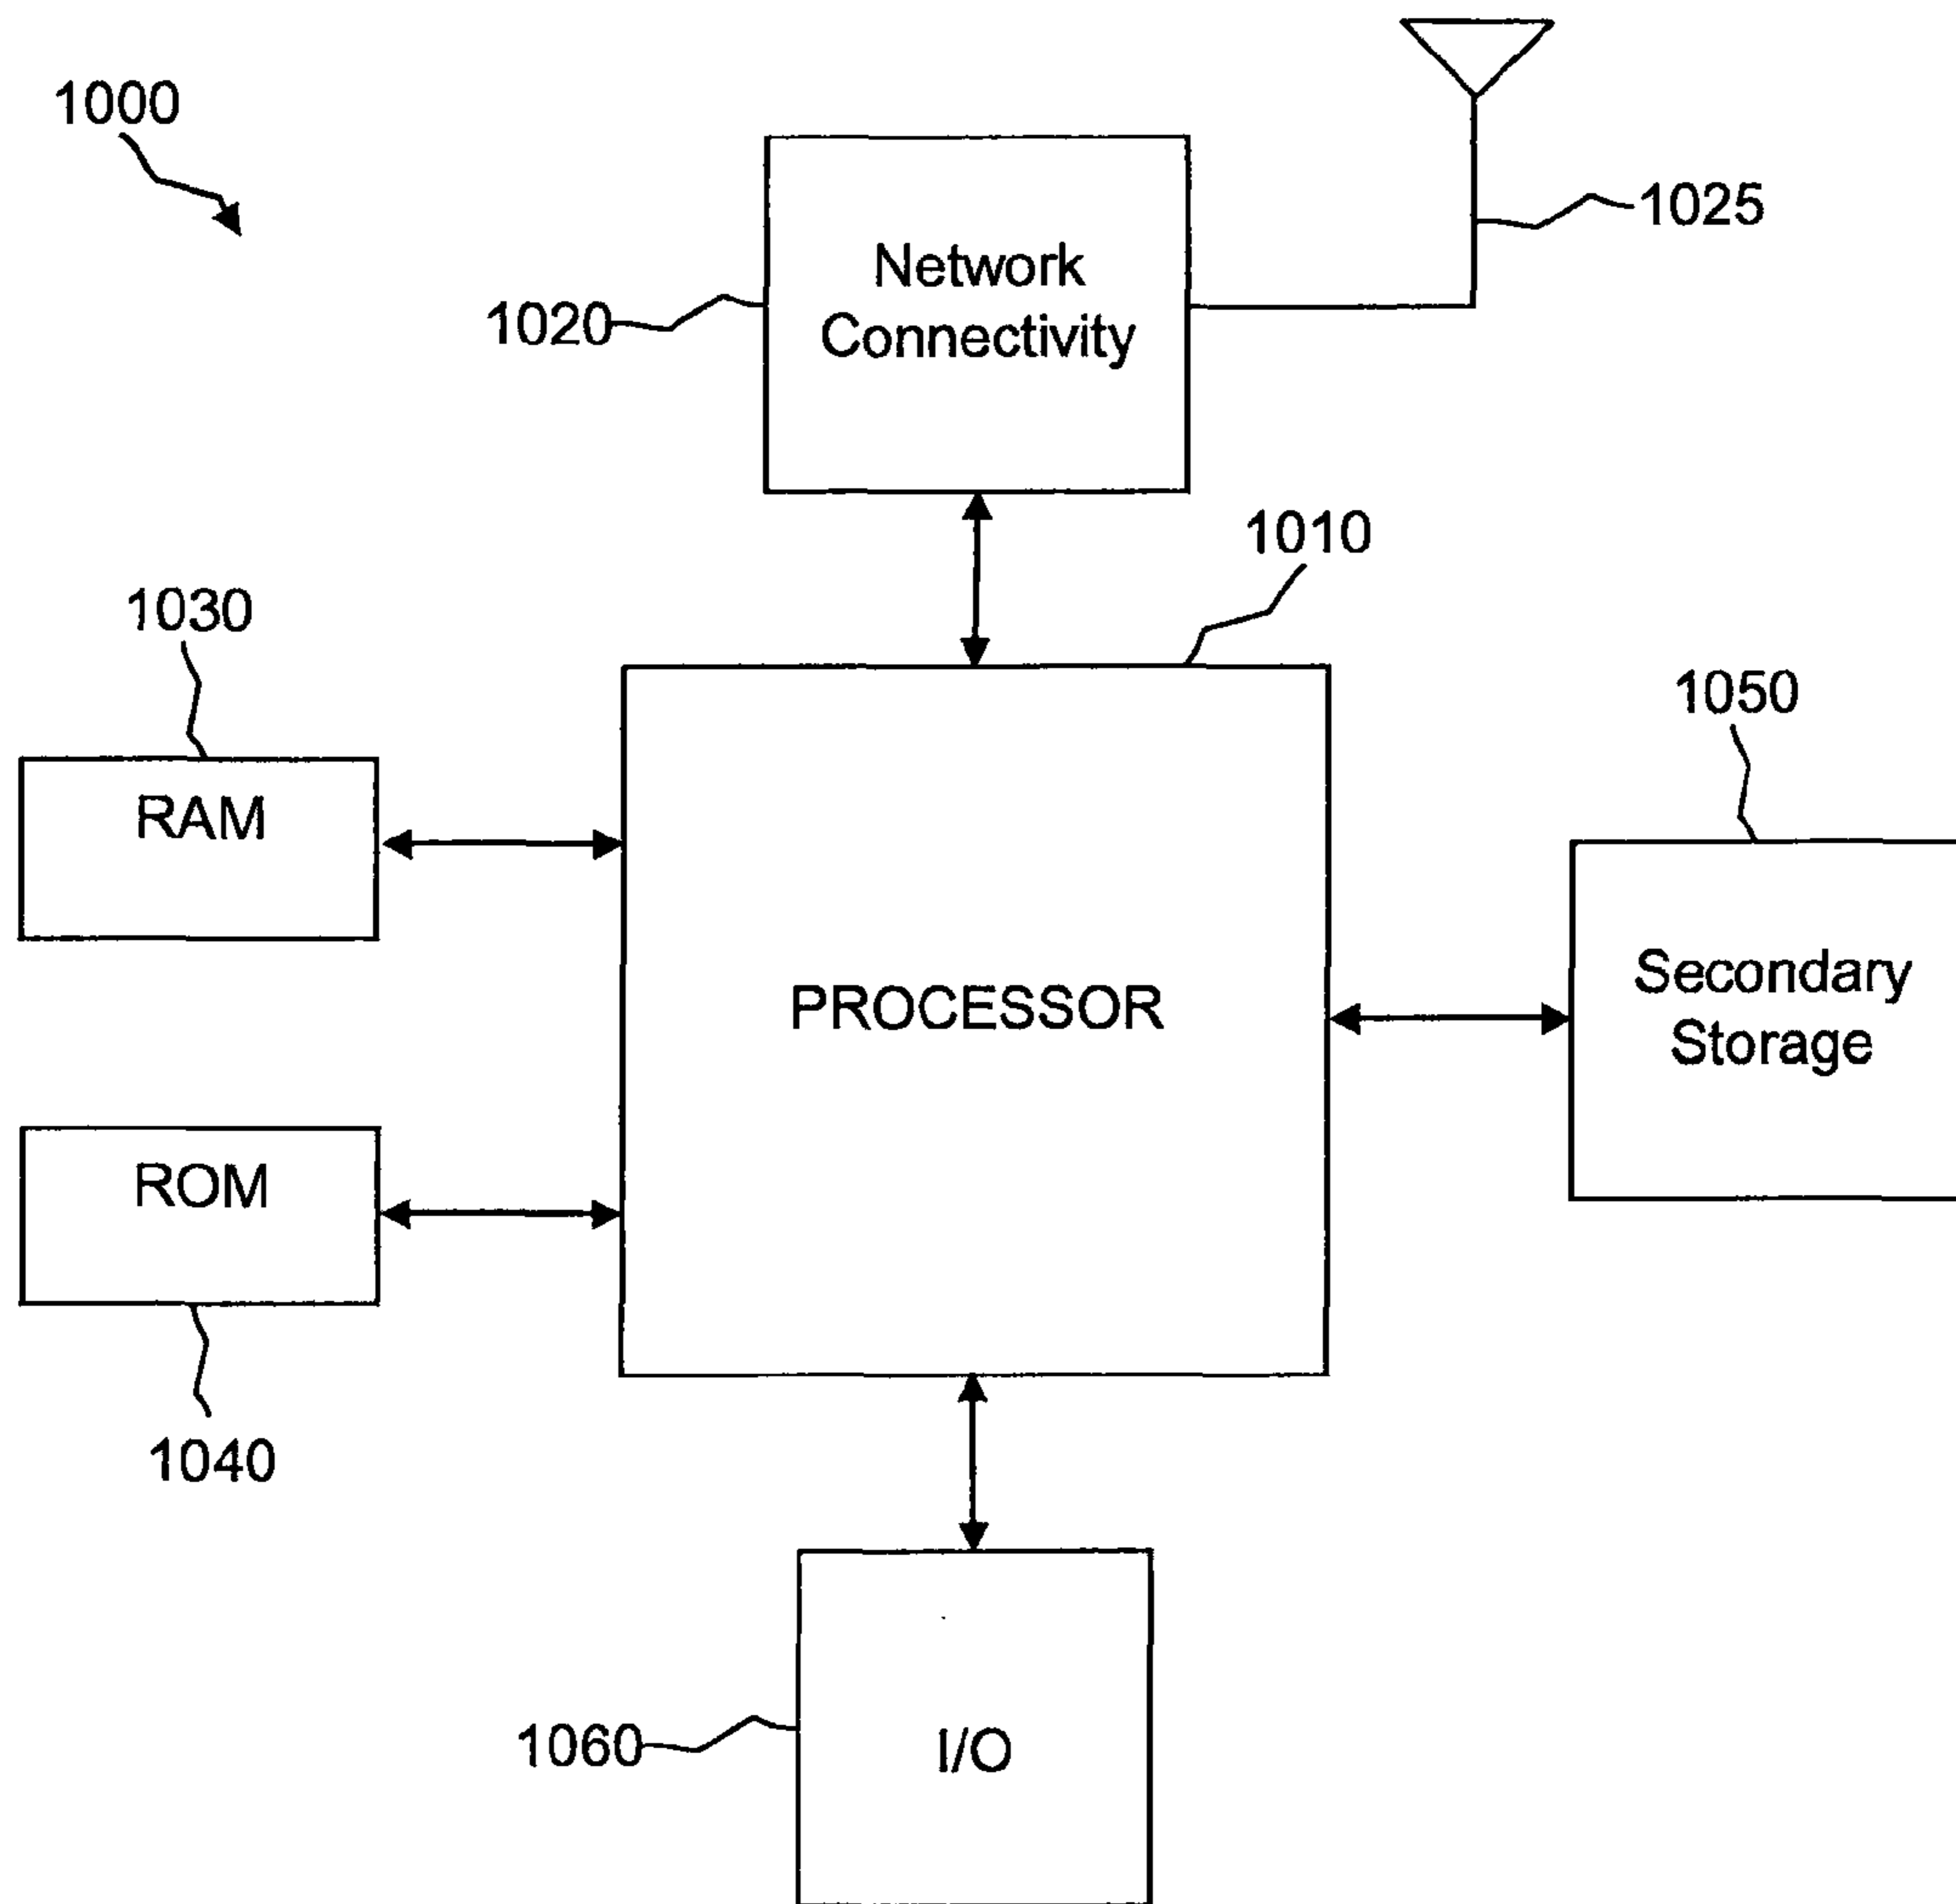 1000
1025
Network
Connectivity
1020
1010
1030
1050
RAM
Secondary
Storage
PROCESSOR
ROM
1040
1060
I/O